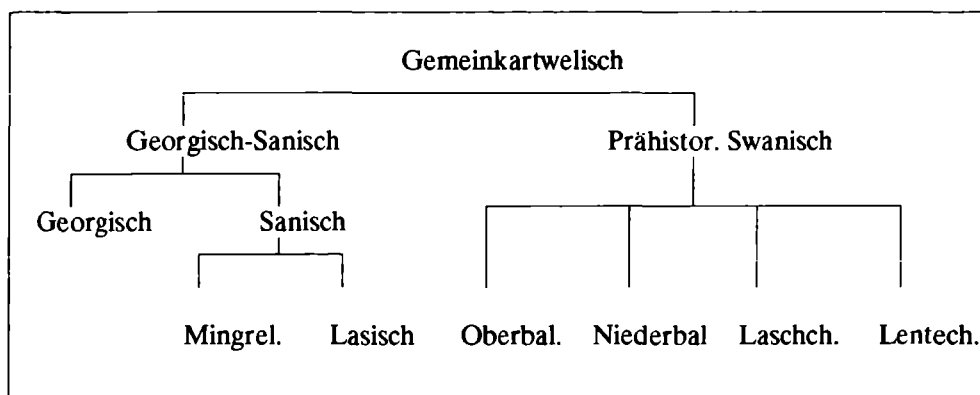 Gemeinkartwelisch
Georgisch-Sanisch Prähistor. Swanisch
Georgisch Sanisch
Mingrel. Lasisch Oberbal. Niederbal Laschch. Lentech.